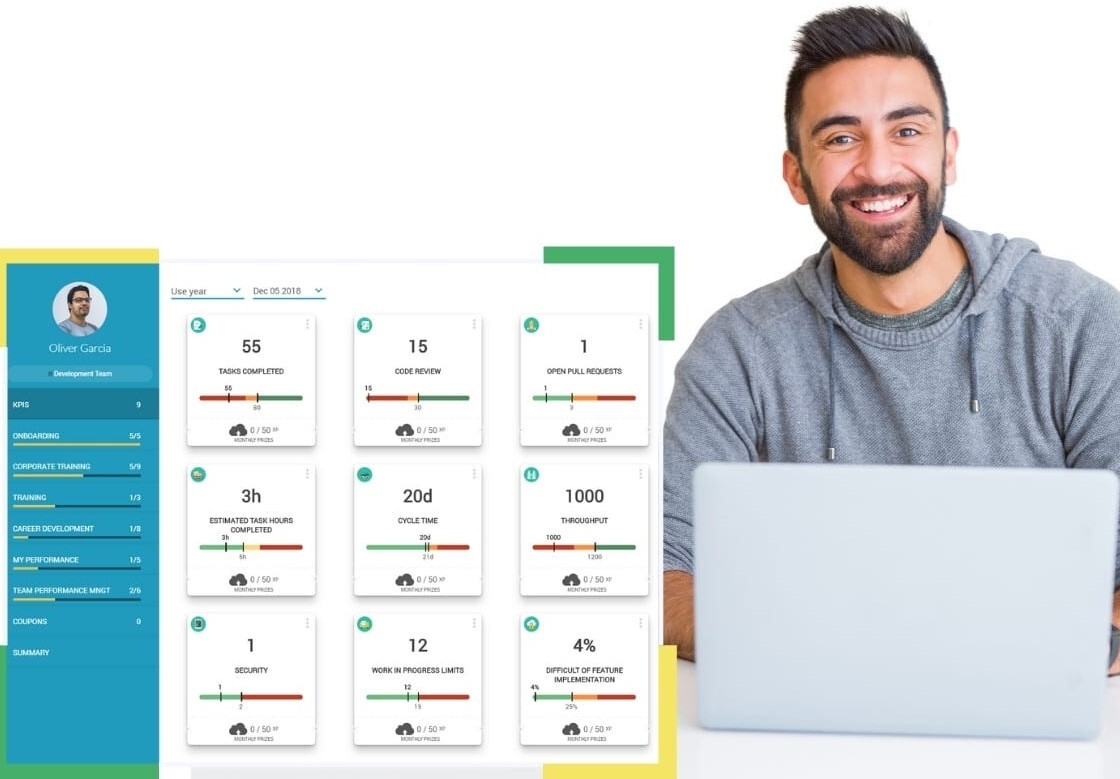 Oliver Garcia
Development Team
KPIS 9
ONBOARDING 5/5
CORPORATE TRAINING 5/9
TRAINING 1/3
CAREER DEVELOPMENT 1/8
MY PERFORMANCE 1/5
TEAM PERFORMANCE MNGT 2/6
COUPONS 0
SUMMARY
Use year
Dec 05 2018
55
TASKS COMPLETED
55
80
0 / 50 XP
MONTHLY PRIZES
15
CODE REVIEW
15
30
0 / 50 XP
MONTHLY PRIZES
1
OPEN PULL REQUESTS
1
3
0 / 50 XP
MONTHLY PRIZES
3h
ESTIMATED TASK HOURS
COMPLETED
3h
5h
0 / 50 XP
MONTHLY PRIZES
20d
CYCLE TIME
20d
21d
0 / 50 XP
MONTHLY PRIZES
1000
THROUGHPUT
1000
1200
0 / 50 XP
MONTHLY PRIZES
1
SECURITY
1
2
0 / 50 XP
MONTHLY PRIZES
12
WORK IN PROGRESS LIMITS
12
15
0 / 50 XP
MONTHLY PRIZES
4%
DIFFICULT OF FEATURE
IMPLEMENTATION
4%
25%
0 / 50 XP
MONTHLY PRIZES